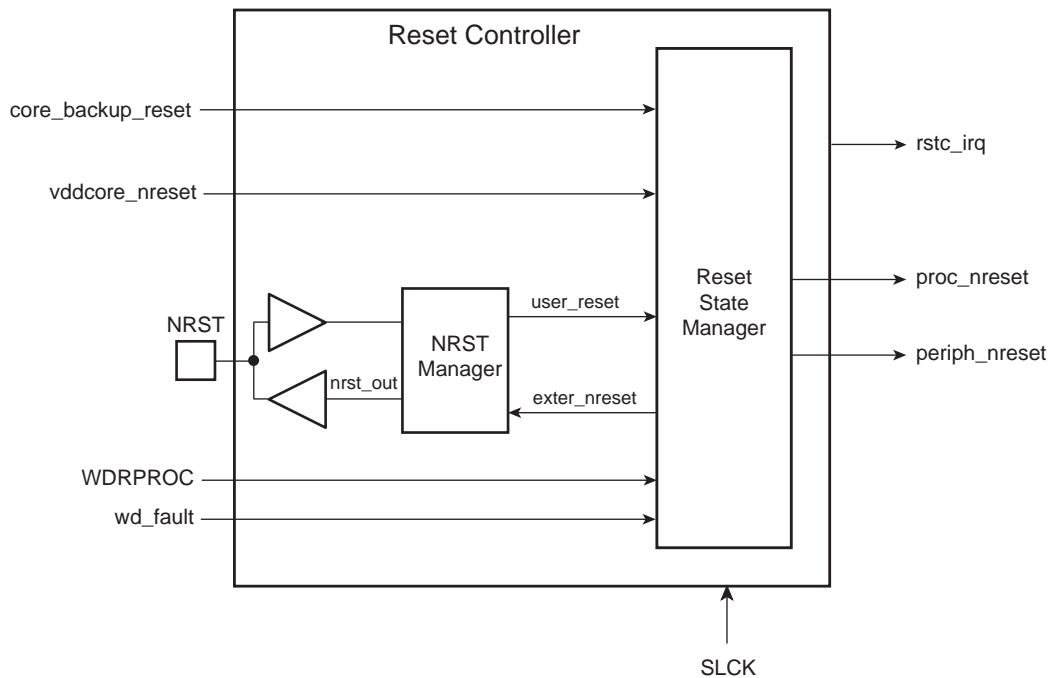 Reset Controller
core_backup_reset
rstc_irq
vddcore_nreset
Reset
State
Manager
proc_nreset
user_reset
NRST
NRST
Manager
periph_nreset
nrst_out
exter_nreset
WDRPROC
wd_fault
SLCK